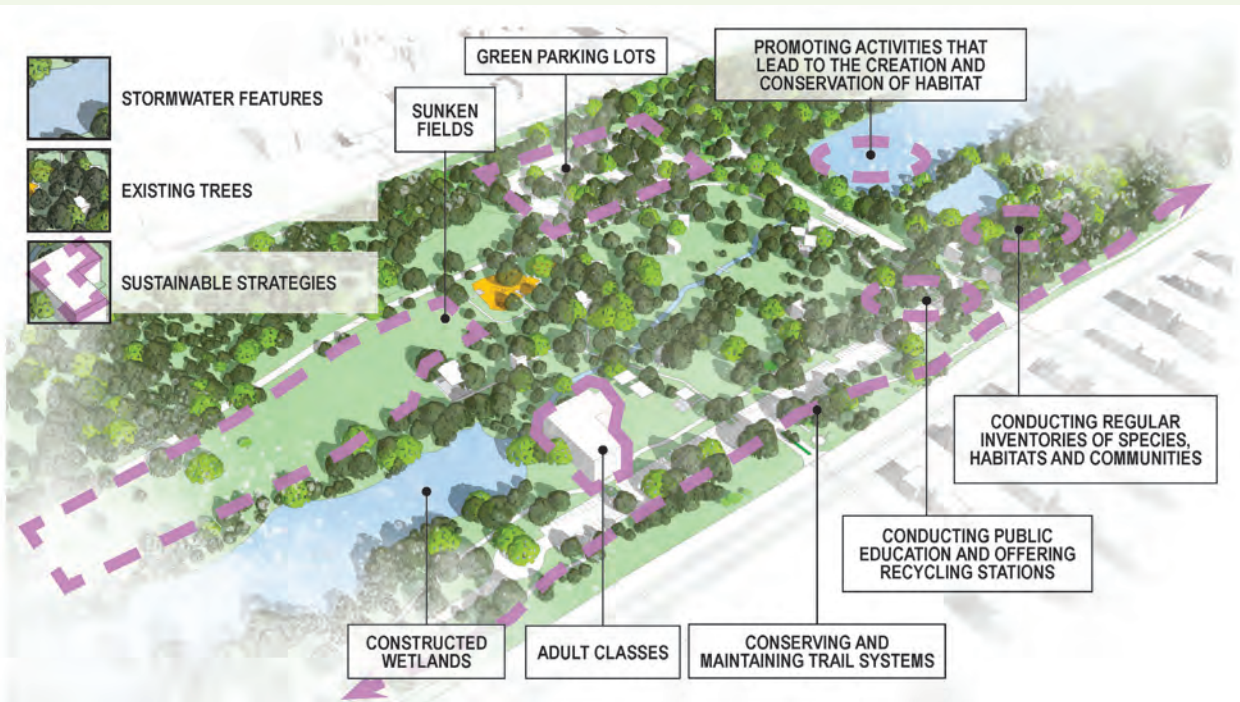 STORMWATER FEATURES
EXISTING TREES
SUSTAINABLE STRATEGIES
SUNKEN
FIELDS
GREEN PARKING LOTS
PROMOTING ACTIVITIES THAT
LEAD TO THE CREATION AND
CONSERVATION OF HABITAT
CONDUCTING REGULAR
INVENTORIES OF SPECIES,
HABITATS AND COMMUNITIES
CONDUCTING PUBLIC
EDUCATION AND OFFERING
RECYCLING STATIONS
CONSTRUCTED
WETLANDS
ADULT CLASSES
CONSERVING AND
MAINTAINING TRAIL SYSTEMS